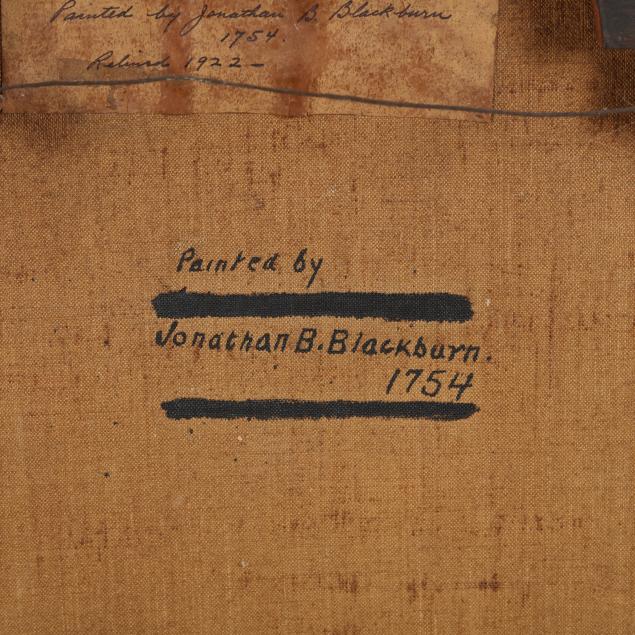 Painted by Jonathan B. Blackburn
1754.
Relined 1922 –
Painted by
Jonathan B. Blackburn.
1754